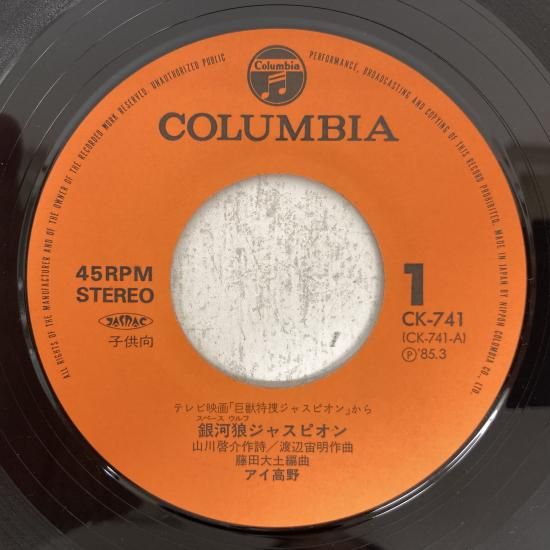 ALL RIGHTS OF THE MANUFACTURER AND OF THE OWNER OF THE RECORDED WORK RESERVED. UNAUTHORIZED PUBLIC PERFORMANCE, BROADCASTING AND COPYING OF THIS RECORD PROHIBITED. MADE IN JAPAN BY NIPPON COLUMBIA CO., LTD.
Columbia
COLUMBIA
45RPM
STEREO
JASRAC
子供向
1
CK-741
(CK-741-A)
Ⓟ'85.3
テレビ映画「巨獣特捜ジャスピオン」から
スペース ウルフ
銀河狼ジャスピオン
山川啓介作詩/渡辺宙明作曲
藤田大土編曲
アイ高野